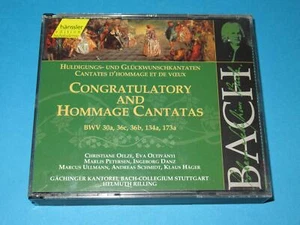 hänssler
HULDIGUNGS- UND GLÜCKWUNSCHKANTATEN
CANTATES D'HOMMAGE ET DE VŒUX
CONGRATULATORY
AND
HOMMAGE CANTATAS
BWV 30a, 36c, 36b, 134a, 173a
CHRISTIANE OELZE, EVA OLTIVANYI
MARLIS PETERSEN, INGEBORG DANZ
MARCUS ULLMANN, ANDREAS SCHMIDT, KLAUS HÄGER
GÄCHINGER KANTOREI, BACH-COLLEGIUM STUTTGART
HELMUTH RILLING
BACH